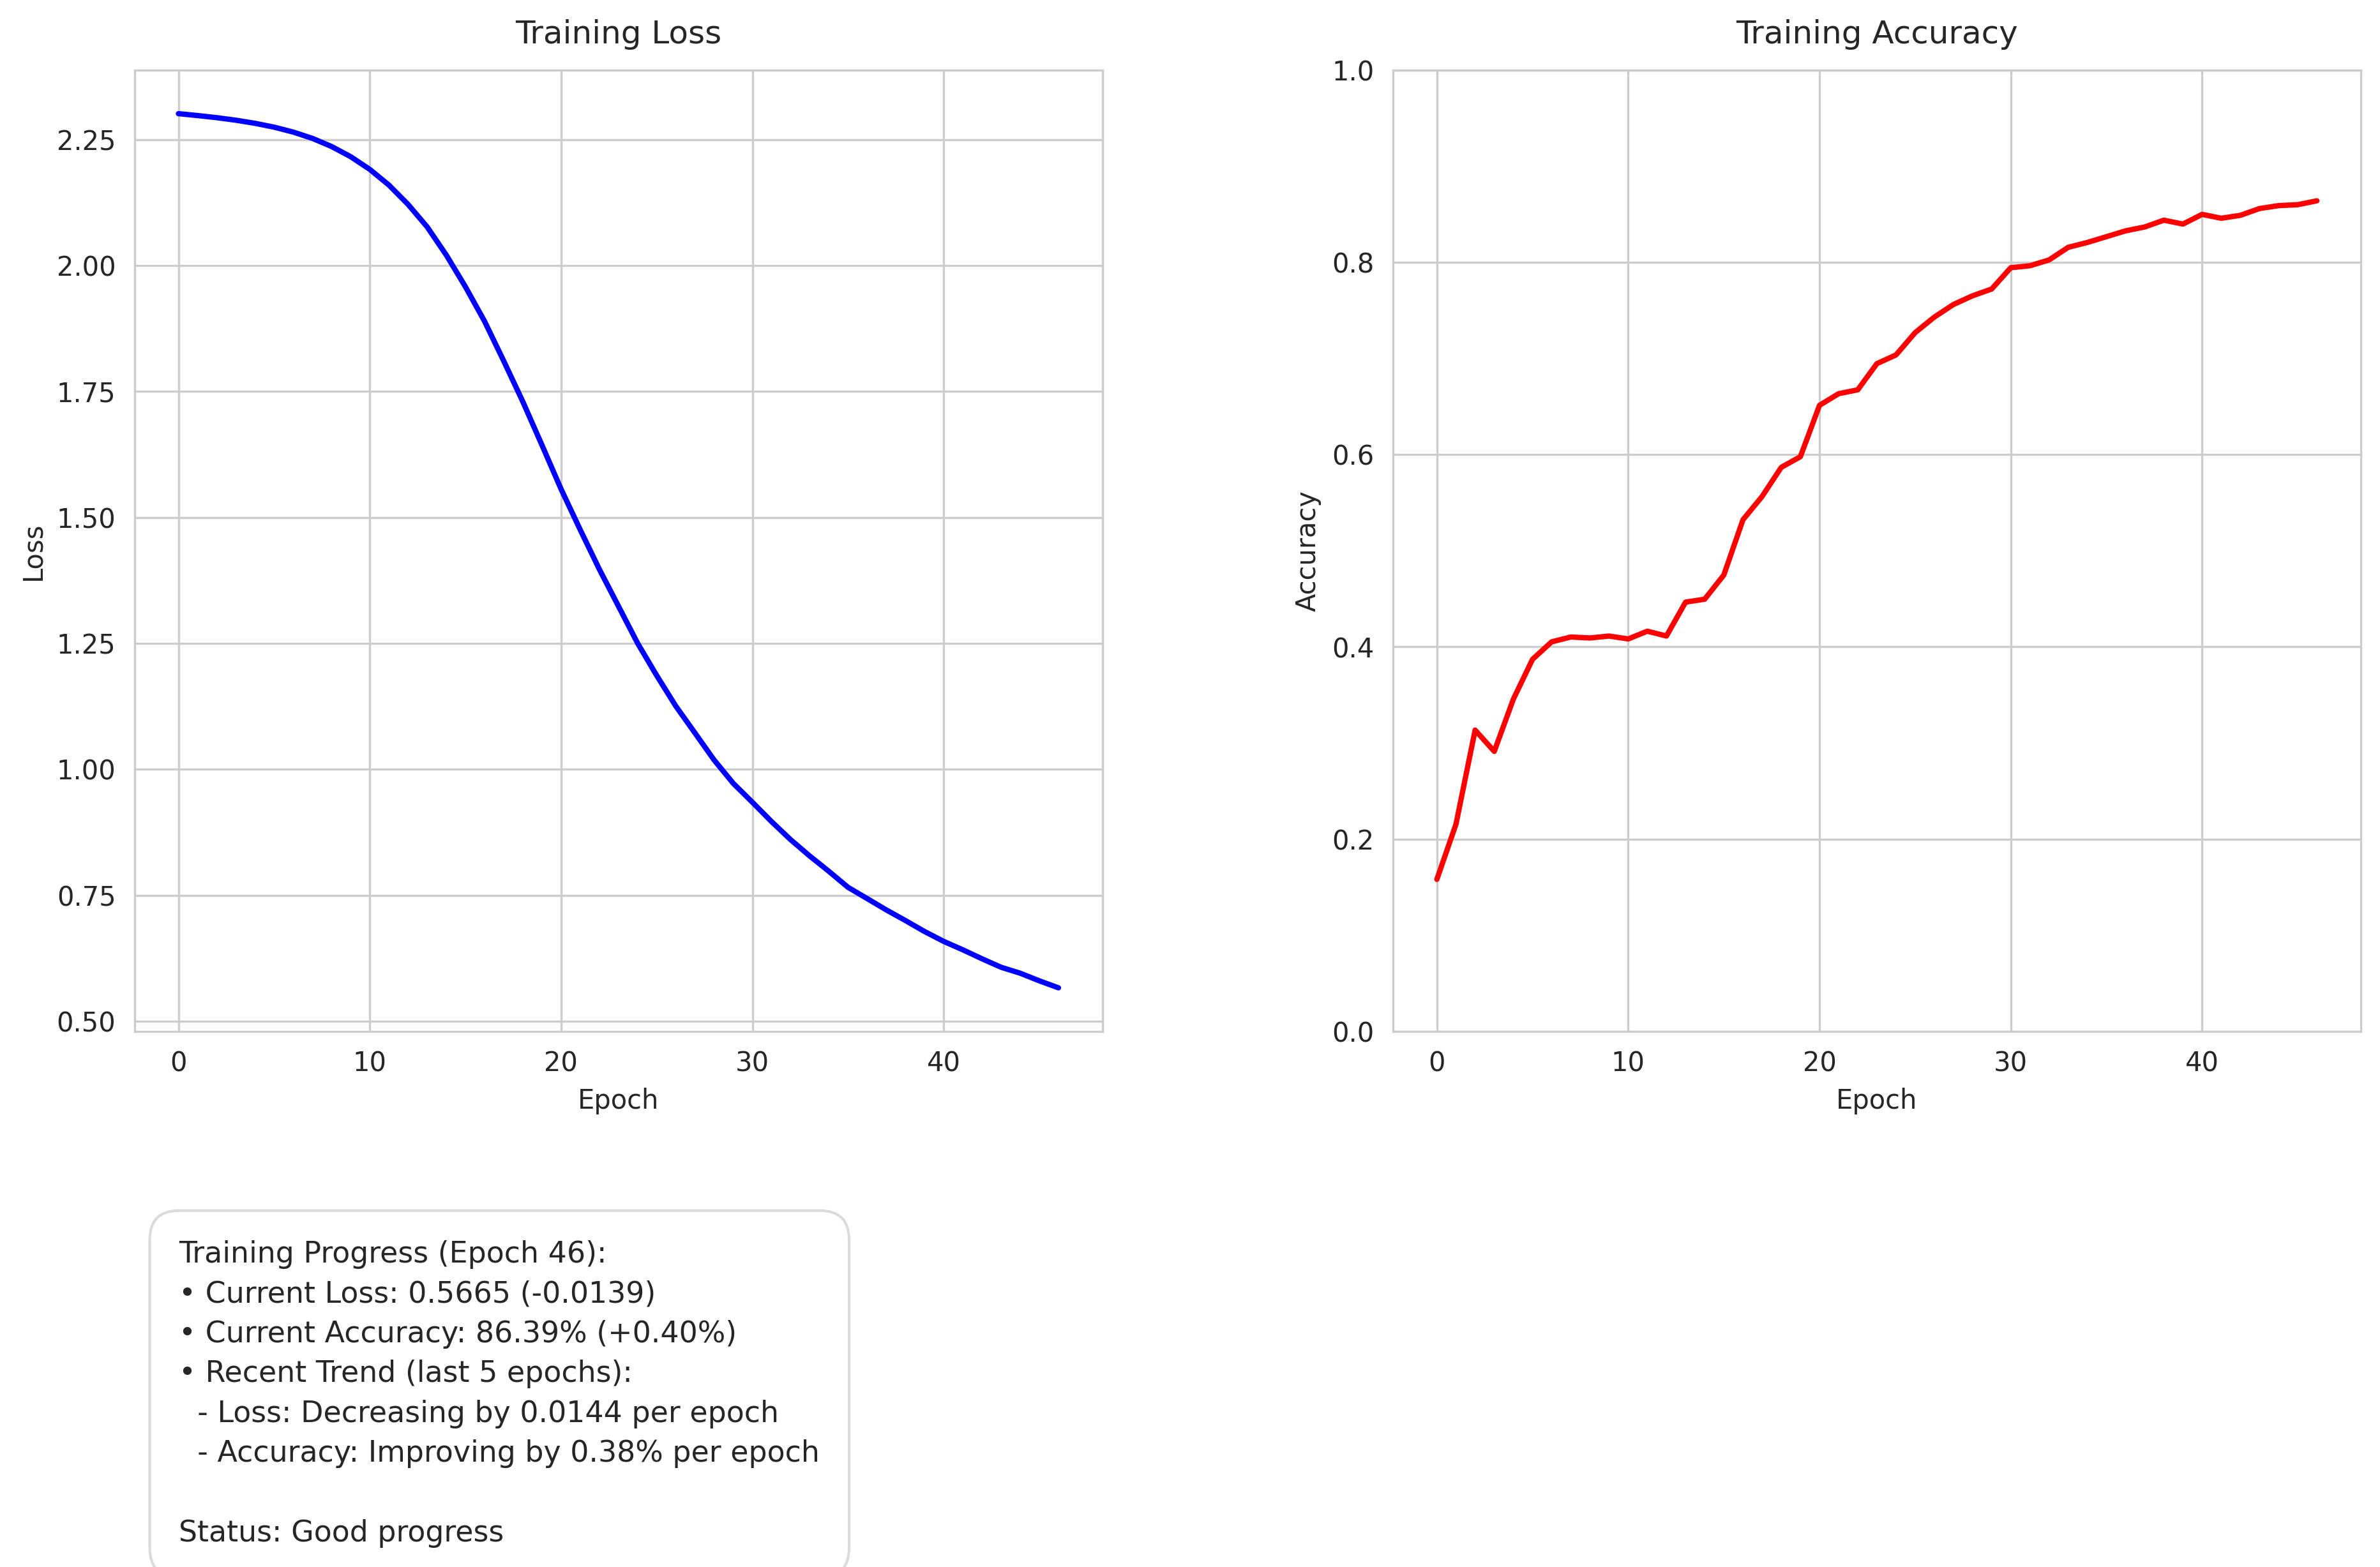 Training Loss
2.25
2.00
1.75
1.50
1.25
1.00
0.75
0.50
Loss
0
10
20
30
40
Epoch
Training Accuracy
1.0
0.8
0.6
0.4
0.2
0.0
Accuracy
0
10
20
30
40
Epoch
Training Progress (Epoch 46):
• Current Loss: 0.5665 (-0.0139)
• Current Accuracy: 86.39% (+0.40%)
• Recent Trend (last 5 epochs):
- Loss: Decreasing by 0.0144 per epoch
- Accuracy: Improving by 0.38% per epoch
Status: Good progress